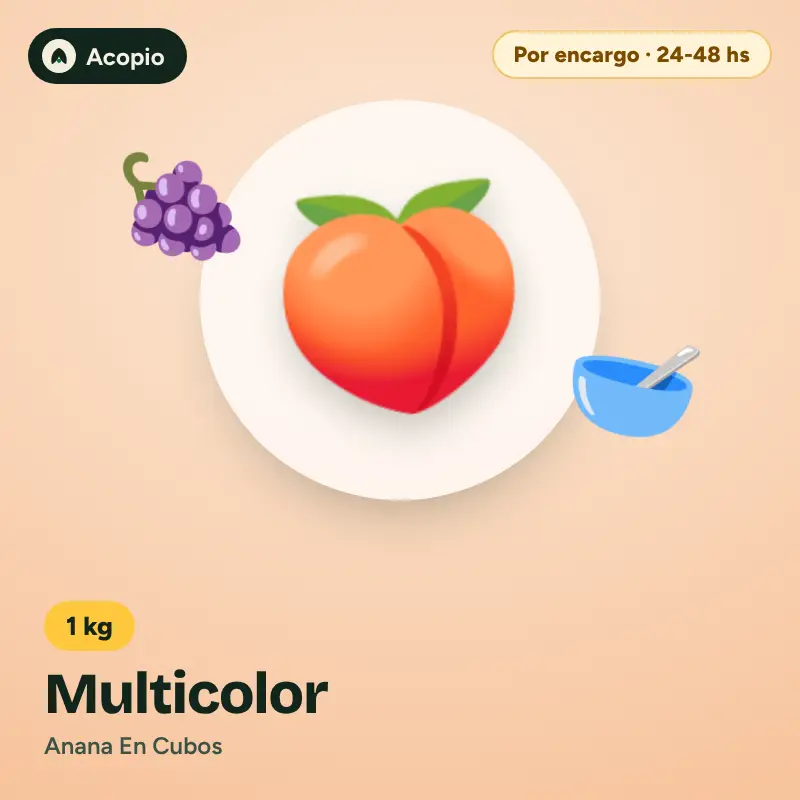 Acopio
Por encargo · 24-48 hs
1 kg
Multicolor
Anana En Cubos